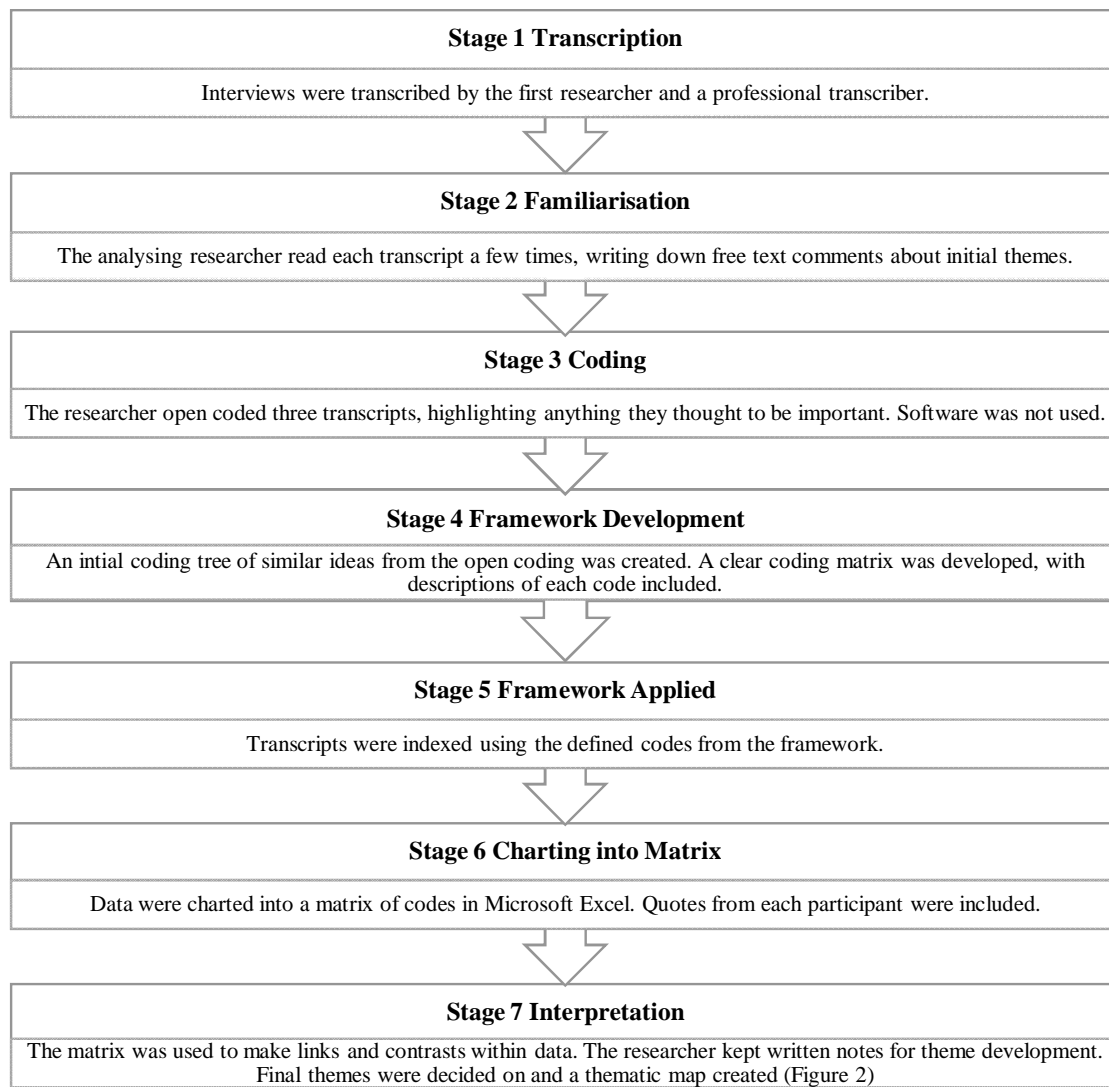 Stage 1 Transcription
Interviews were transcribed by the first researcher and a professional transcriber.
Stage 2 Familiarisation
The analysing researcher read each transcript a few times, writing down free text comments about initial themes.
Stage 3 Coding
The researcher open coded three transcripts, highlighting anything they thought to be important. Software was not used.
Stage 4 Framework Development
An intial coding tree of similar ideas from the open coding was created. A clear coding matrix was developed, with
descriptions of each code included.
Stage 5 Framework Applied
Transcripts were indexed using the defined codes from the framework.
Stage 6 Charting into Matrix
Data were charted into a matrix of codes in Microsoft Excel. Quotes from each participant were included.
Stage 7 Interpretation
The matrix was used to make links and contrasts within data. The researcher kept written notes for theme development.
Final themes were decided on and a thematic map created (Figure 2)